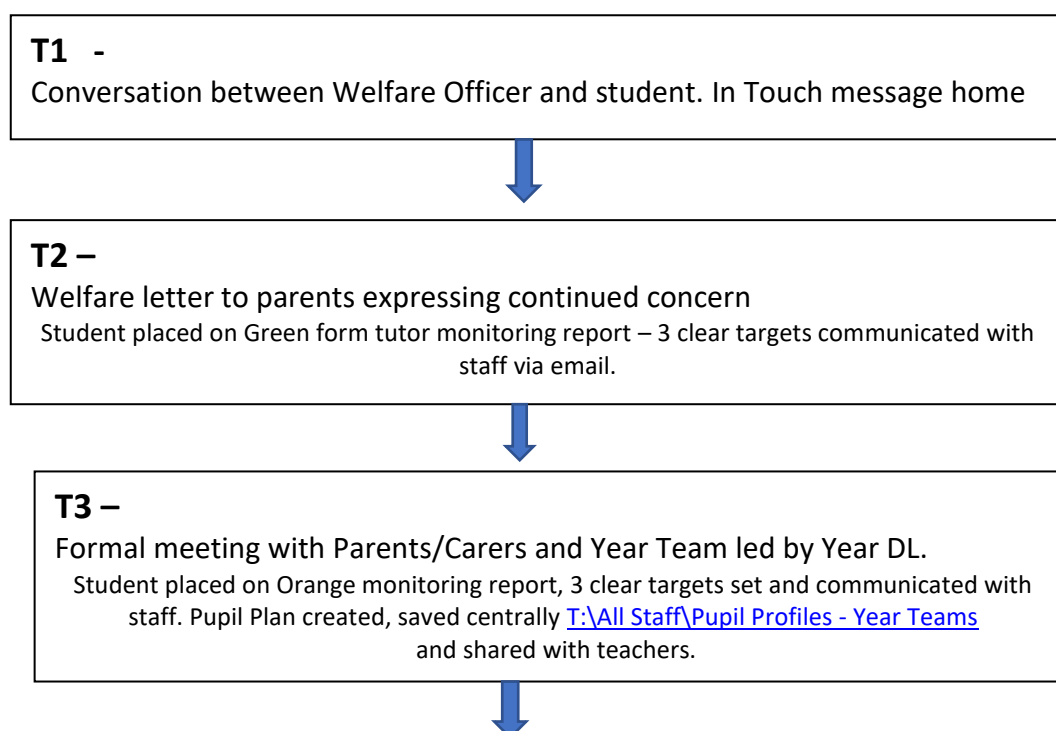 T1 -
Conversation between Welfare Officer and student. In Touch message home
T2 –
Welfare letter to parents expressing continued concern
Student placed on Green form tutor monitoring report – 3 clear targets communicated with
staff via email.
T3 –
Formal meeting with Parents/Carers and Year Team led by Year DL.
Student placed on Orange monitoring report, 3 clear targets set and communicated with
staff. Pupil Plan created, saved centrally T:\All Staff\Pupil Profiles - Year Teams
and shared with teachers.